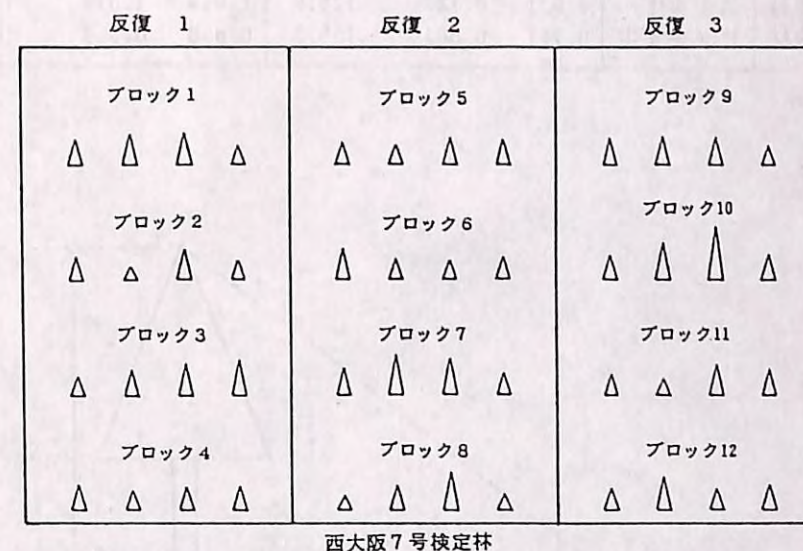 反復 1 反復 2 反復 3
ブロック1 ブロック5 ブロック9
ブロック2 ブロック6 ブロック10
ブロック3 ブロック7 ブロック11
ブロック4 ブロック8 ブロック12
西大阪7号検定林